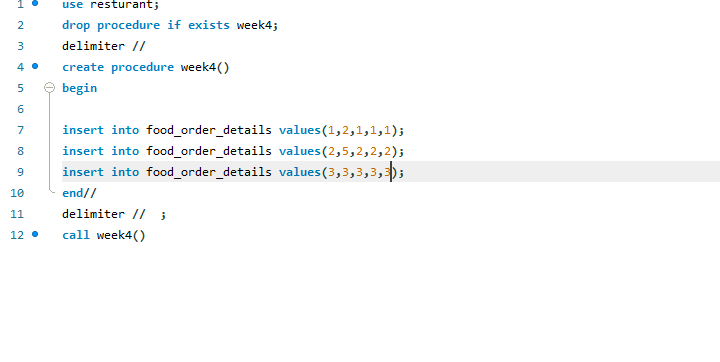 1 use resturant;
2 drop procedure if exists week4;
3 delimiter //
4 create procedure week4()
5 begin
6
7 insert into food_order_details values(1,2,1,1,1);
8 insert into food_order_details values(2,5,2,2,2);
9 insert into food_order_details values(3,3,3,3,3);
10 end//
11 delimiter //  ;
12 call week4()